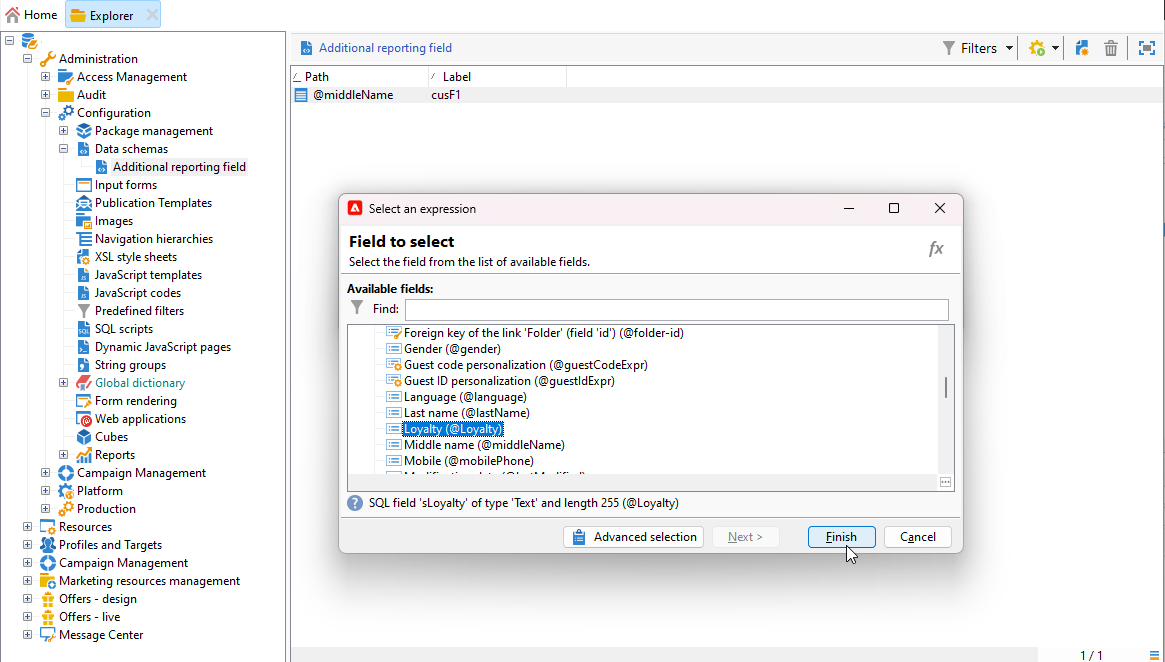 Home
Explorer
Administration
Access Management
Audit
Configuration
Package management
Data schemas
Additional reporting field
Input forms
Publication Templates
Images
Navigation hierarchies
XSL style sheets
JavaScript templates
JavaScript codes
Predefined filters
SQL scripts
Dynamic JavaScript pages
String groups
Global dictionary
Form rendering
Web applications
Cubes
Reports
Campaign Management
Platform
Production
Resources
Profiles and Targets
Campaign Management
Marketing resources management
Offers - design
Offers - live
Message Center
Additional reporting field
Filters
Path Label
@middleName cusF1
Select an expression
Field to select
Select the field from the list of available fields.
fx
Available fields:
Find:
Foreign key of the link 'Folder' (field 'id') (@folder-id)
Gender (@gender)
Guest code personalization (@guestCodeExpr)
Guest ID personalization (@guestIdExpr)
Language (@language)
Last name (@lastName)
Loyalty (@Loyalty)
Middle name (@middleName)
Mobile (@mobilePhone)
SQL field 'sLoyalty' of type 'Text' and length 255 (@Loyalty)
Advanced selection
Next >
Finish
Cancel
1 / 1